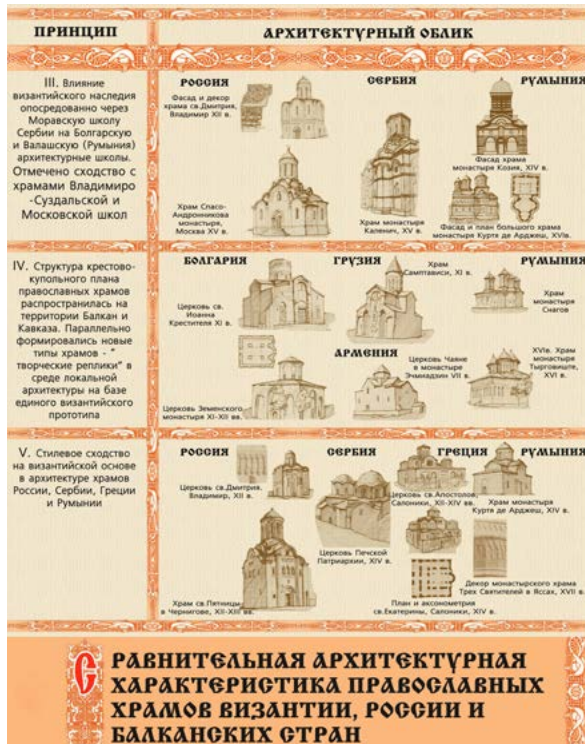 ПРИНЦИП
АРХИТЕКТУРНЫЙ ОБЛИК
III. Влияние
византийского наследия
опосредованно через
Моравскую школу
Сербии на Болгарскую
и Валашскую (Румыния)
архитектурные школы.
Отмечено сходство с
храмами Владимиро
-Суздальской и
Московской школ
РОССИЯ
Фасад и декор
храма св.Дмитрия,
Владимир XII в.
Храм Спасо-
Андронникова
монастыря,
Москва XV в.
СЕРБИЯ
Храм монастыря
Каленич, XV в.
РУМЫНИЯ
Фасад храма
монастыря Козия, XIV в.
Фасад и план большого храма
монастыря Куртя де Арджеш, XVIв.
IV. Структура крестово-
купольного плана
православных храмов
распространилась на
территории Балкан и
Кавказа. Параллельно
формировались новые
типы храмов - "
творческие реплики" в
среде локальной
архитектуры на базе
единого византийского
прототипа
БОЛГАРИЯ
Церковь св.
Иоанна
Крестителя XI в.
Церковь Земенского
монастыря XI-XII вв.
ГРУЗИЯ
Храм
Самтависи, XI в.
АРМЕНИЯ
Церковь Чаяне
в монастыре
Эчмиадзин VII в.
РУМЫНИЯ
Храм
монастыря
Снагов
XVIв. Храм
монастыря
Тырговиште,
XVI в.
V. Стилевое сходство
на византийской основе
в архитектуре храмов
России, Сербии, Греции
и Румынии
РОССИЯ
Церковь св.Дмитрия,
Владимир, XII в.
Храм св.Пятницы
в Чернигове, XII-XIII вв.
СЕРБИЯ
Церковь Печской
Патриархии, XIV в.
ГРЕЦИЯ
Церковь св.Апостолов,
Салоники, XII-XIV вв.
План и аксонометрия
св.Екатерины, Салоники, XIV в.
РУМЫНИЯ
Храм монастыря
Куртя де Арджеш, XIV в.
Декор монастырского храма
Трех Святителей в Яссах, XVII в.
СРАВНИТЕЛЬНАЯ АРХИТЕКТУРНАЯ
ХАРАКТЕРИСТИКА ПРАВОСЛАВНЫХ
ХРАМОВ ВИЗАНТИИ, РОССИИ И
БАЛКАНСКИХ СТРАН